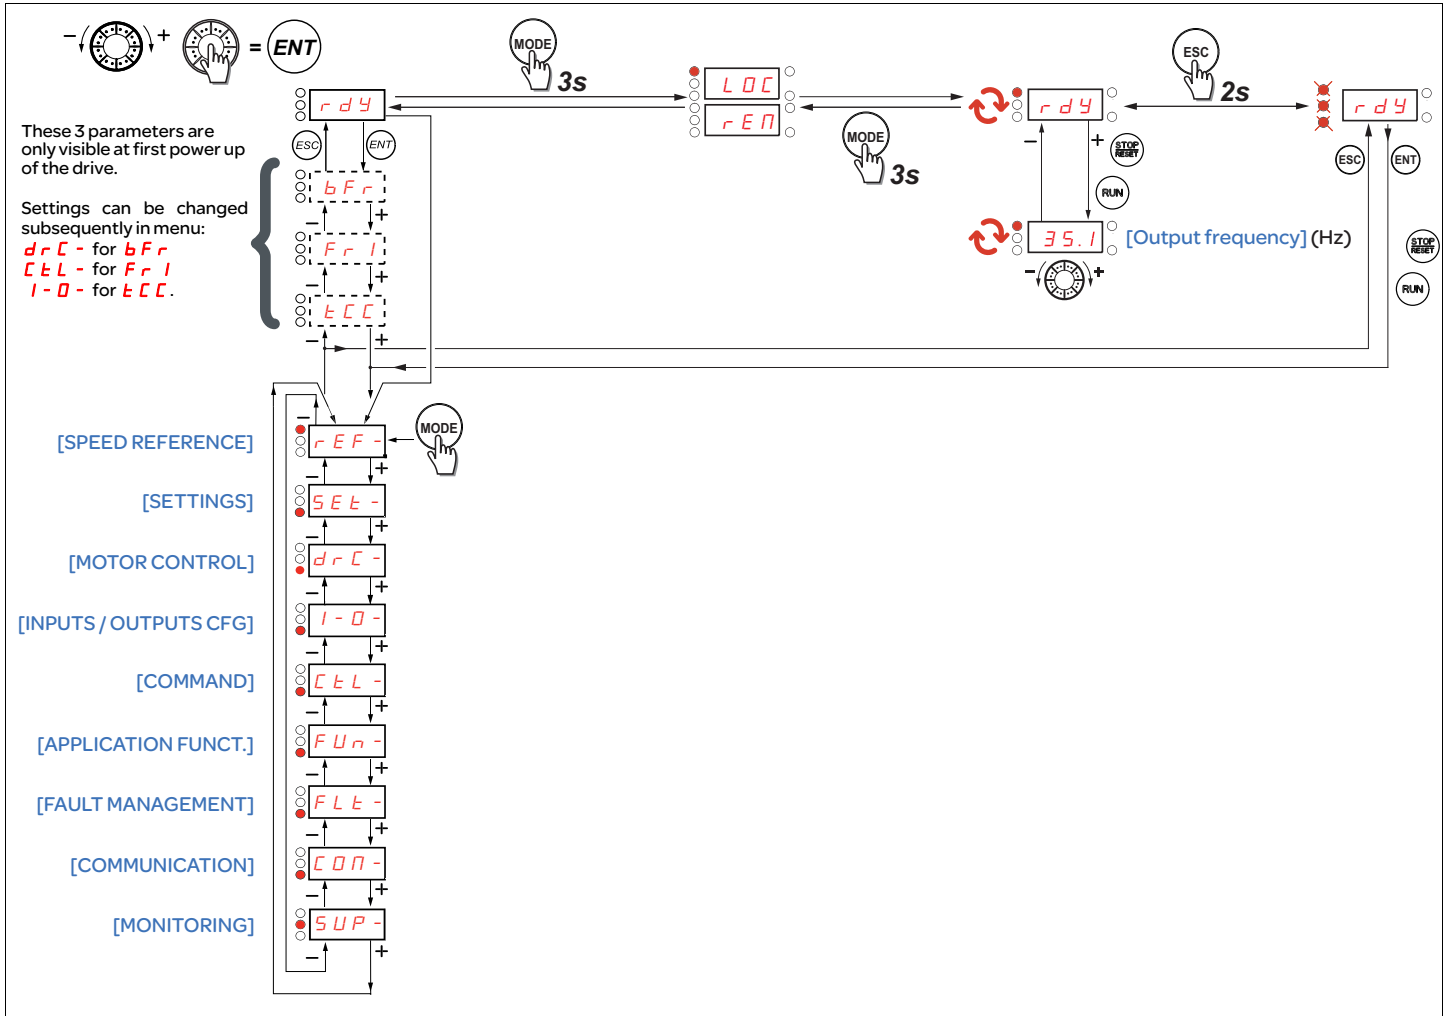 − + = ENT
MODE
3s
ESC
2s
rdY
LOC
rEM
rdY
rdY
MODE
3s
These 3 parameters are
only visible at first power up
of the drive.
Settings can be changed
subsequently in menu:
drC - for bFr
CtL - for Fr1
I-O - for tCC.
ESC
ENT
bFr
− +
Fr1
− +
tCC
− +
− +
STOP
RESET
RUN
35.1
[Output frequency] (Hz)
− +
ESC
ENT
STOP
RESET
RUN
−
[SPEED REFERENCE]
rEF-
MODE
− +
[SETTINGS]
SEt-
− +
[MOTOR CONTROL]
drC-
− +
[INPUTS / OUTPUTS CFG]
I-O-
− +
[COMMAND]
CtL-
− +
[APPLICATION FUNCT.]
FUn-
− +
[FAULT MANAGEMENT]
FLt-
− +
[COMMUNICATION]
COM-
− +
[MONITORING]
SUP-
− +